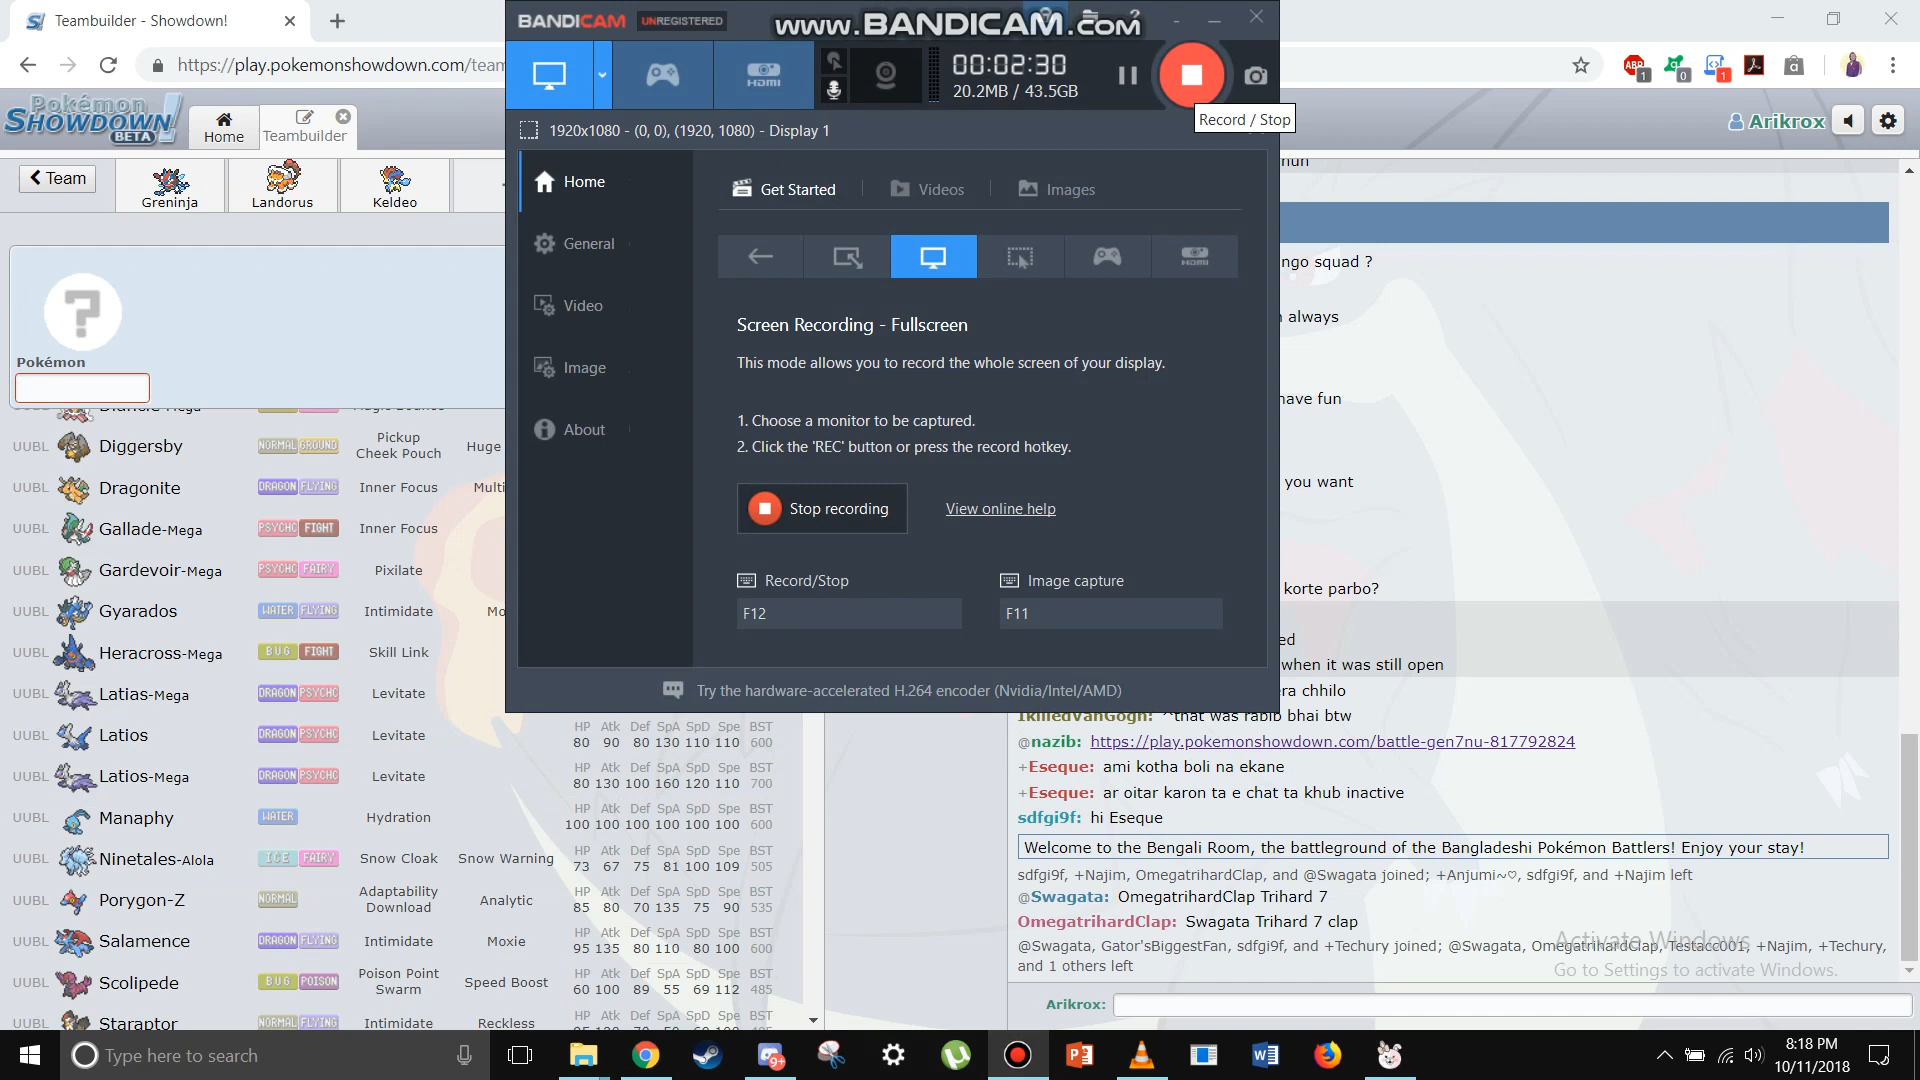 Teambuilder - Showdown!
https://play.pokemonshowdown.com/team
Pokémon
SHOWDOWN!
BETA
Home
Teambuilder
Arikrox
Team
Greninja
Landorus
Keldeo
Pokémon
UUBL Diggersby NORMAL GROUND Pickup Cheek Pouch Huge
UUBL Dragonite DRAGON FLYING Inner Focus Multi
UUBL Gallade-Mega PSYCHC FIGHT Inner Focus
UUBL Gardevoir-Mega PSYCHC FAIRY Pixilate
UUBL Gyarados WATER FLYING Intimidate Mo
UUBL Heracross-Mega BUG FIGHT Skill Link
UUBL Latias-Mega DRAGON PSYCHC Levitate
UUBL Latios DRAGON PSYCHC Levitate
HP Atk Def SpA SpD Spe BST
80 90 80 130 110 110 600
UUBL Latios-Mega DRAGON PSYCHC Levitate
HP Atk Def SpA SpD Spe BST
80 130 100 160 120 110 700
UUBL Manaphy WATER Hydration
HP Atk Def SpA SpD Spe BST
100 100 100 100 100 100 600
UUBL Ninetales-Alola ICE FAIRY Snow Cloak Snow Warning
HP Atk Def SpA SpD Spe BST
73 67 75 81 100 109 505
UUBL Porygon-Z NORMAL Adaptability Download Analytic
HP Atk Def SpA SpD Spe BST
85 80 70 135 75 90 535
UUBL Salamence DRAGON FLYING Intimidate Moxie
HP Atk Def SpA SpD Spe BST
95 135 80 110 80 100 600
UUBL Scolipede BUG POISON Poison Point Swarm Speed Boost
HP Atk Def SpA SpD Spe BST
60 100 89 55 69 112 485
UUBL Staraptor NORMAL FLYING Intimidate Reckless
HP Atk Def SpA SpD Spe BST
BANDICAM UNREGISTERED
www.BANDICAM.com
HDMI
00:02:30
20.2MB / 43.5GB
Record / Stop
1920x1080 - (0, 0), (1920, 1080) - Display 1
Home
General
Video
Image
About
Get Started
Videos
Images
HDMI
Screen Recording - Fullscreen
This mode allows you to record the whole screen of your display.
1. Choose a monitor to be captured.
2. Click the 'REC' button or press the record hotkey.
Stop recording
View online help
Record/Stop
F12
Image capture
F11
Try the hardware-accelerated H.264 encoder (Nvidia/Intel/AMD)
ngo squad ?
always
have fun
you want
korte parbo?
ed
when it was still open
era chhilo
IkilledVanGogh: ^that was rabib bhai btw
@nazib: https://play.pokemonshowdown.com/battle-gen7nu-817792824
+Eseque: ami kotha boli na ekane
+Eseque: ar oitar karon ta e chat ta khub inactive
sdfgi9f: hi Eseque
Welcome to the Bengali Room, the battleground of the Bangladeshi Pokémon Battlers! Enjoy your stay!
sdfgi9f, +Najim, OmegatrihardClap, and @Swagata joined; +Anjumi~♡, sdfgi9f, and +Najim left
@Swagata: OmegatrihardClap Trihard 7
OmegatrihardClap: Swagata Trihard 7 clap
@Swagata, Gator'sBiggestFan, sdfgi9f, and +Techury joined; @Swagata, OmegatrihardClap, Testacc001, +Najim, +Techury,
and 1 others left
Arikrox:
Activate Windows
Go to Settings to activate Windows.
Type here to search
9+
8:18 PM
10/11/2018